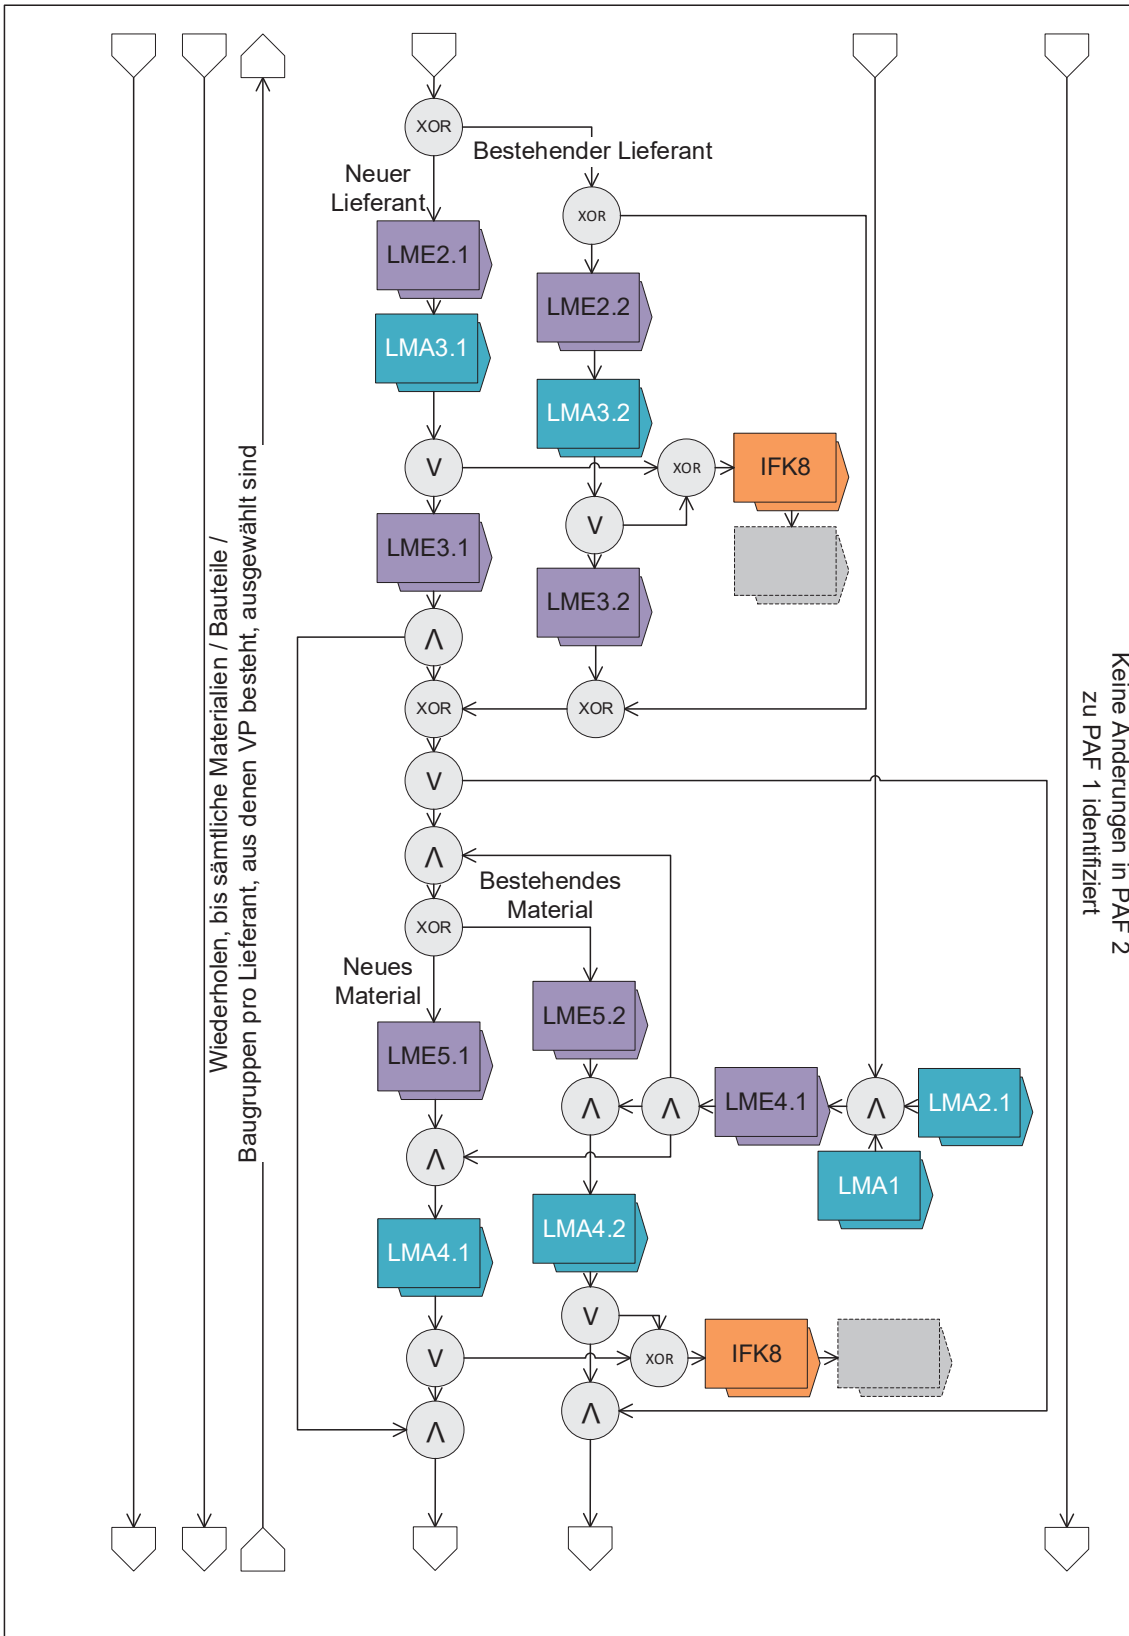 XOR
Bestehender Lieferant
Neuer
Lieferant
XOR
LME2.1
LME2.2
LMA3.1
LMA3.2
V
XOR
IFK8
V
LME3.1
LME3.2
Λ
XOR
XOR
V
Λ
Bestehendes
Material
XOR
Neues
Material
LME5.2
LME5.1
Λ
Λ
LME4.1
Λ
LMA2.1
Λ
LMA1
LMA4.2
LMA4.1
V
V
XOR
IFK8
Λ
Λ
Wiederholen, bis sämtliche Materialien / Bauteile /
Baugruppen pro Lieferant, aus denen VP besteht, ausgewählt sind
Keine Änderungen in PAF 2
zu PAF 1 identifiziert